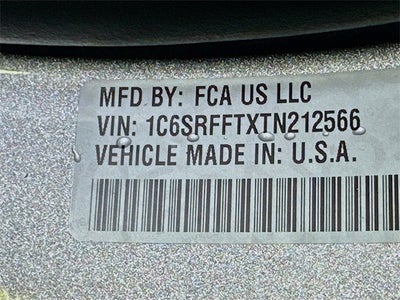 MFD BY: FCA US LLC
VIN: 1C6SRFFTXTN212566
VEHICLE MADE IN: U.S.A.